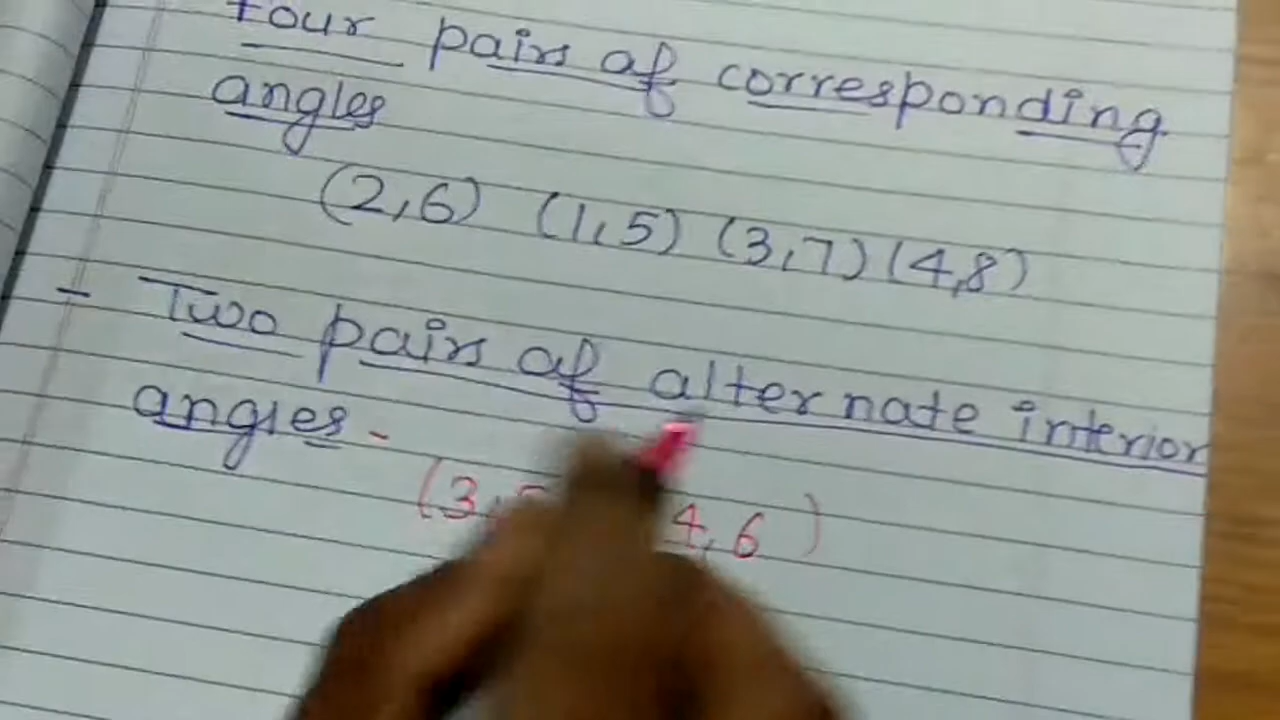 Four pairs of corresponding
angles
(2,6) (1,5) (3,7) (4,8)
- Two pairs of alternate interior
angles -
(3, 4, 6 )